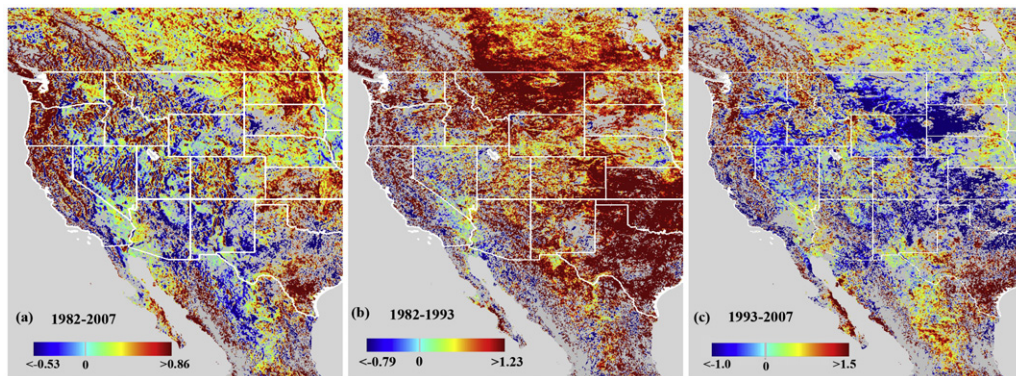 (a) 1982-2007
<-0.53 0 >0.86
(b) 1982-1993
<-0.79 0 >1.23
(c) 1993-2007
<-1.0 0 >1.5